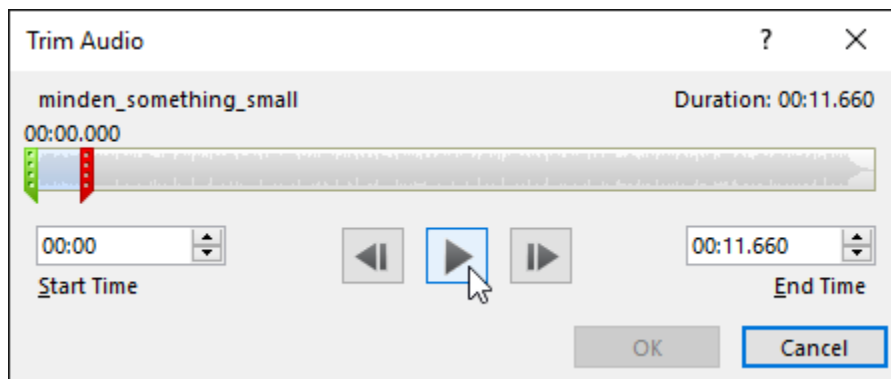 Trim Audio ?
minden_something_small Duration: 00:11.660
00:00.000
00:00 00:11.660
Start Time End Time
OK Cancel